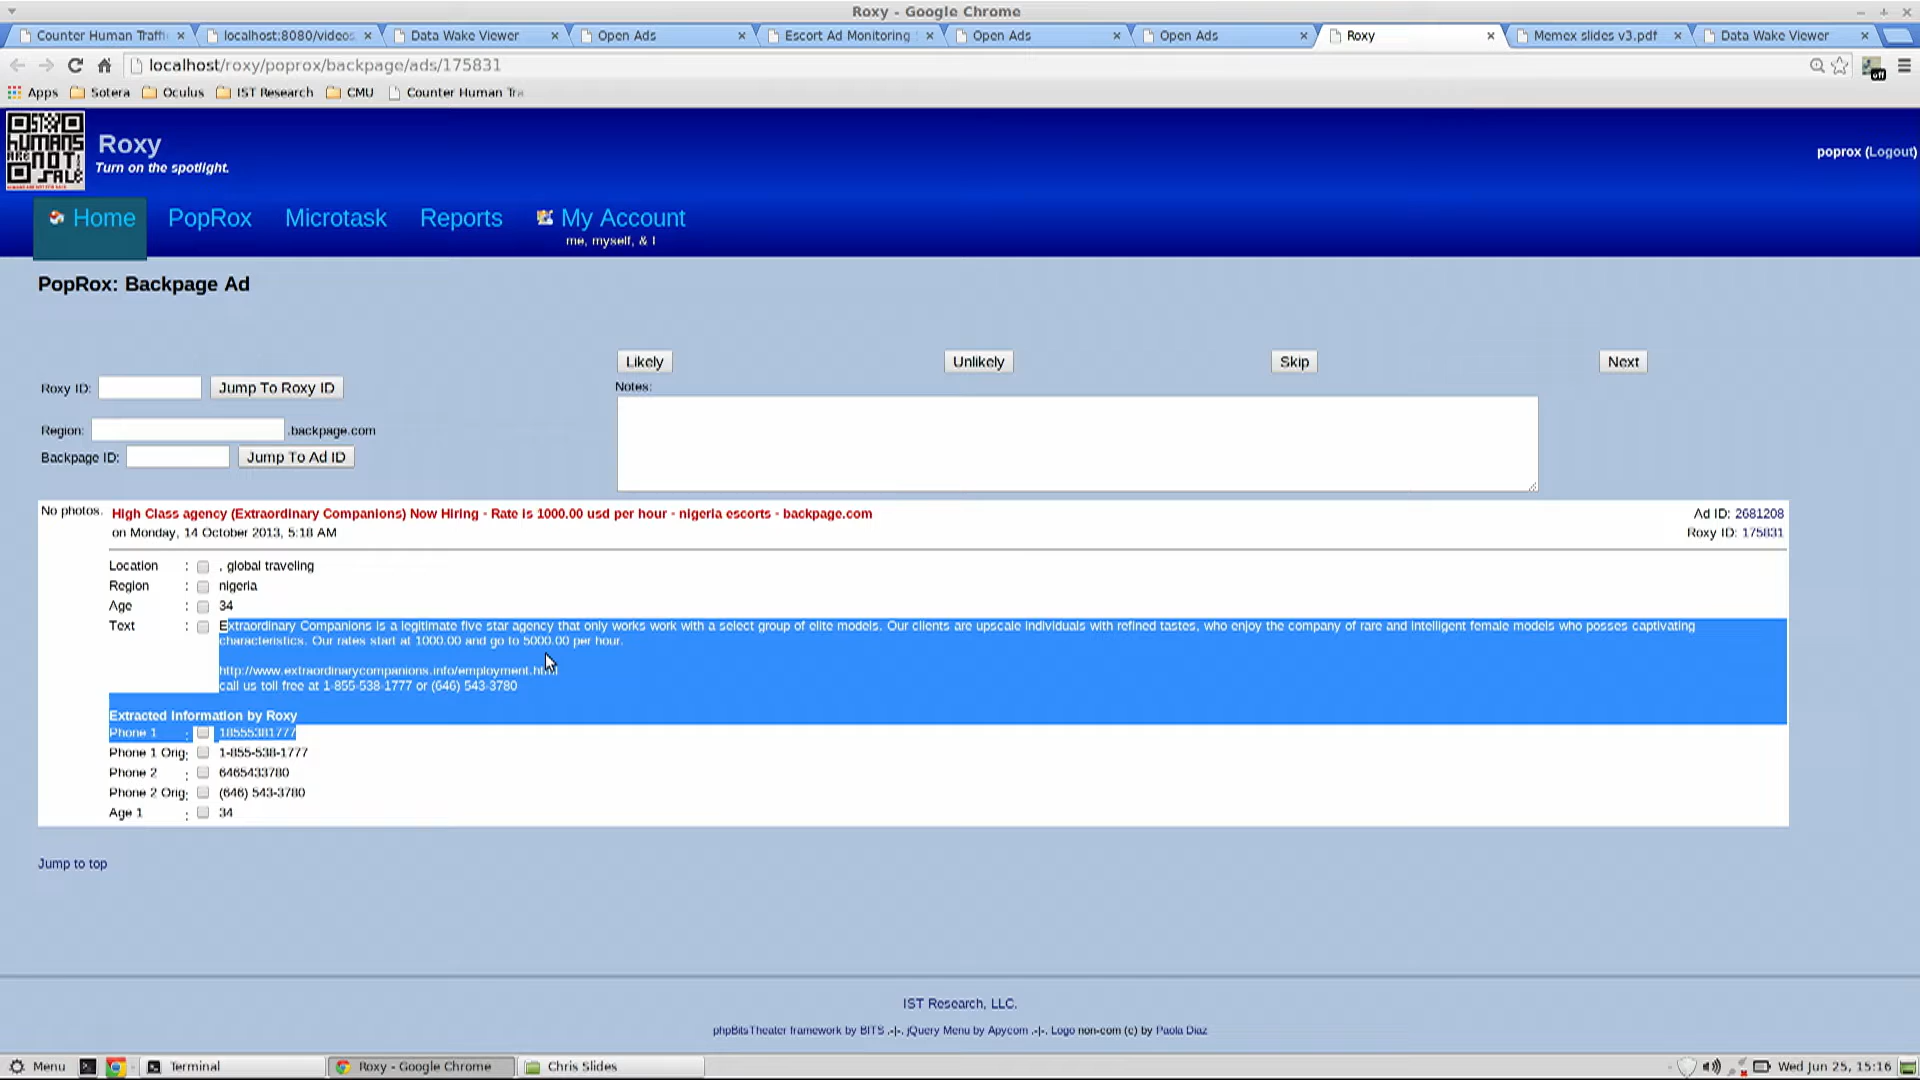 Roxy - Google Chrome
Counter Human Traffi
localhost:8080/videos
Data Wake Viewer
Open Ads
Escort Ad Monitoring
Open Ads
Open Ads
Roxy
Memex slides v3.pdf
Data Wake Viewer
localhost/roxy/poprox/backpage/ads/175831
off
Apps Sotera Oculus IST Research CMU Counter Human Tra
HUMANS ARE NOT
Roxy
Turn on the spotlight.
poprox (Logout)
Home PopRox Microtask Reports My Account
me, myself, & I
PopRox: Backpage Ad
Likely Unlikely Skip Next
Roxy ID: Jump To Roxy ID
Notes:
Region: .backpage.com
Backpage ID: Jump To Ad ID
No photos. High Class agency (Extraordinary Companions) Now Hiring - Rate is 1000.00 usd per hour - nigeria escorts - backpage.com
Ad ID: 2681208
on Monday, 14 October 2013, 5:18 AM
Roxy ID: 175831
Location : , global traveling
Region : nigeria
Age : 34
Text : Extraordinary Companions is a legitimate five star agency that only works work with a select group of elite models. Our clients are upscale individuals with refined tastes, who enjoy the company of rare and intelligent female models who posses captivating
characteristics. Our rates start at 1000.00 and go to 5000.00 per hour.
http://www.extraordinarycompanions.info/employment.html
call us toll free at 1-855-538-1777 or (646) 543-3780
Extracted Information by Roxy
Phone 1 : 18555381777
Phone 1 Orig: 1-855-538-1777
Phone 2 : 6465433780
Phone 2 Orig: (646) 543-3780
Age 1 : 34
Jump to top
IST Research, LLC.
phpBitsTheater framework by BITS .-|-. jQuery Menu by Apycom .-|-. Logo non-com (c) by Paola Diaz
Menu Terminal Roxy - Google Chrome Chris Slides Wed Jun 25, 15:16